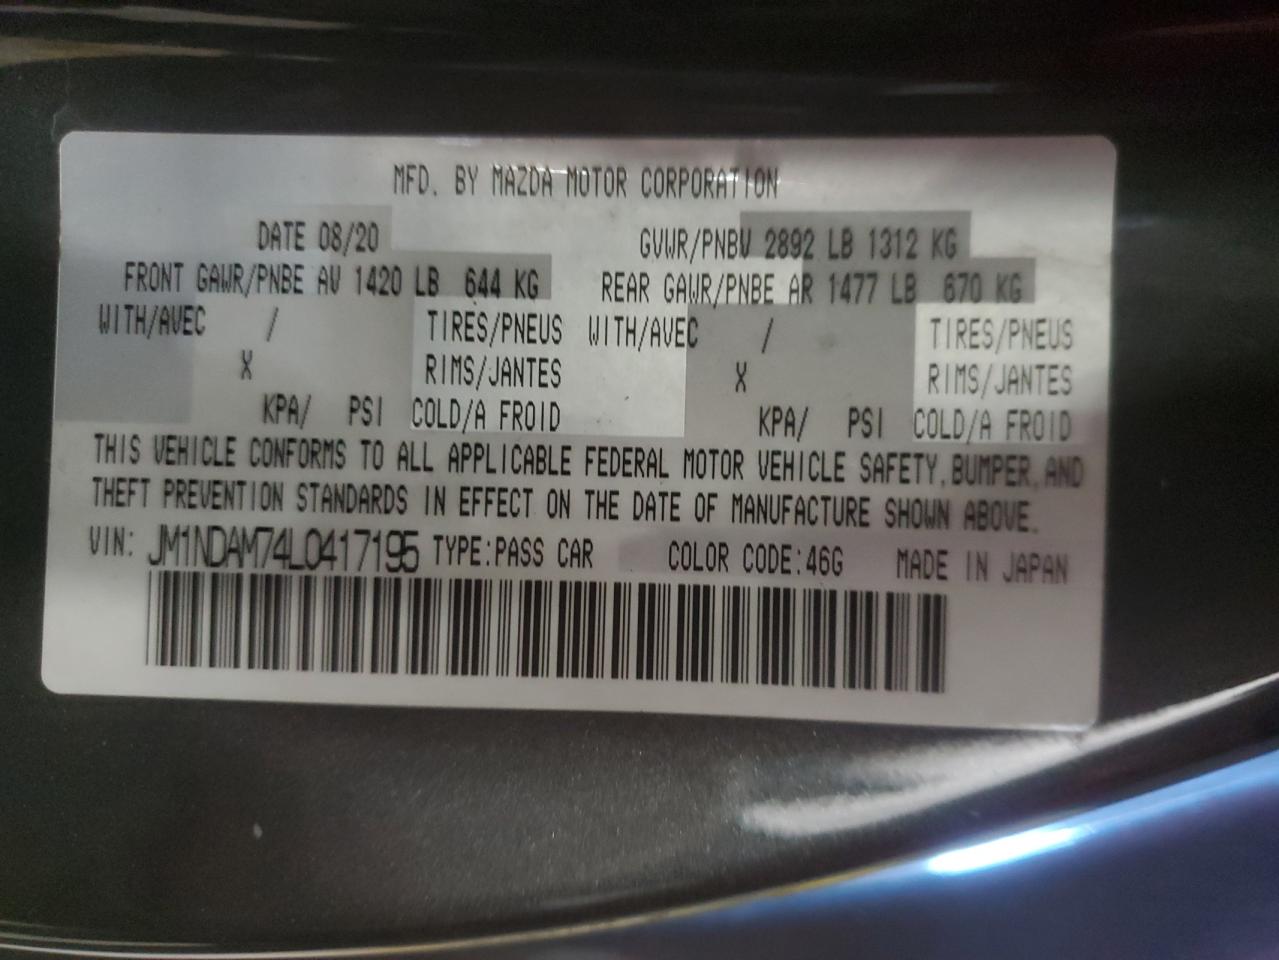 MFD. BY MAZDA MOTOR CORPORATION
DATE 08/20 GVWR/PNBV 2892 LB 1312 KG
FRONT GAWR/PNBE AV 1420 LB 644 KG REAR GAWR/PNBE AR 1477 LB 670 KG
WITH/AVEC / TIRES/PNEUS WITH/AVEC / TIRES/PNEUS
X RIMS/JANTES X RIMS/JANTES
KPA/ PSI COLD/A FROID KPA/ PSI COLD/A FROID
THIS VEHICLE CONFORMS TO ALL APPLICABLE FEDERAL MOTOR VEHICLE SAFETY, BUMPER, AND
THEFT PREVENTION STANDARDS IN EFFECT ON THE DATE OF MANUFACTURE SHOWN ABOVE.
VIN: JM1NDAM74L0417195 TYPE:PASS CAR COLOR CODE:46G MADE IN JAPAN